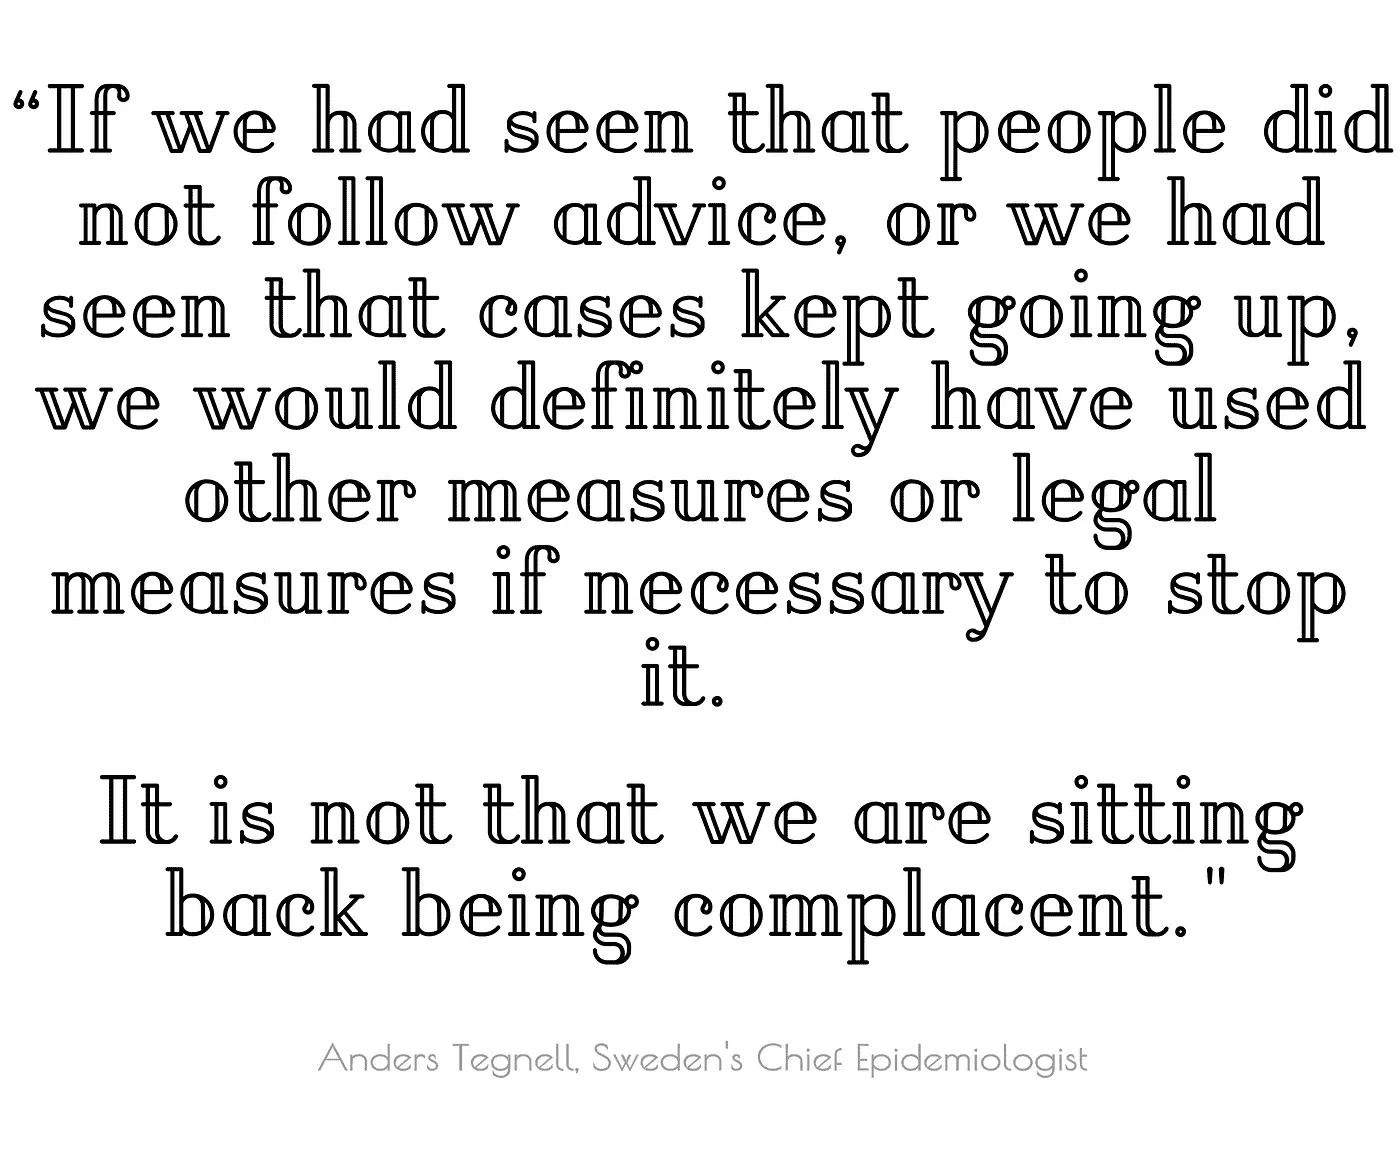 “If we had seen that people did
not follow advice, or we had
seen that cases kept going up,
we would definitely have used
other measures or legal
measures if necessary to stop
it.
It is not that we are sitting
back being complacent."
Anders Tegnell, Sweden's Chief Epidemiologist